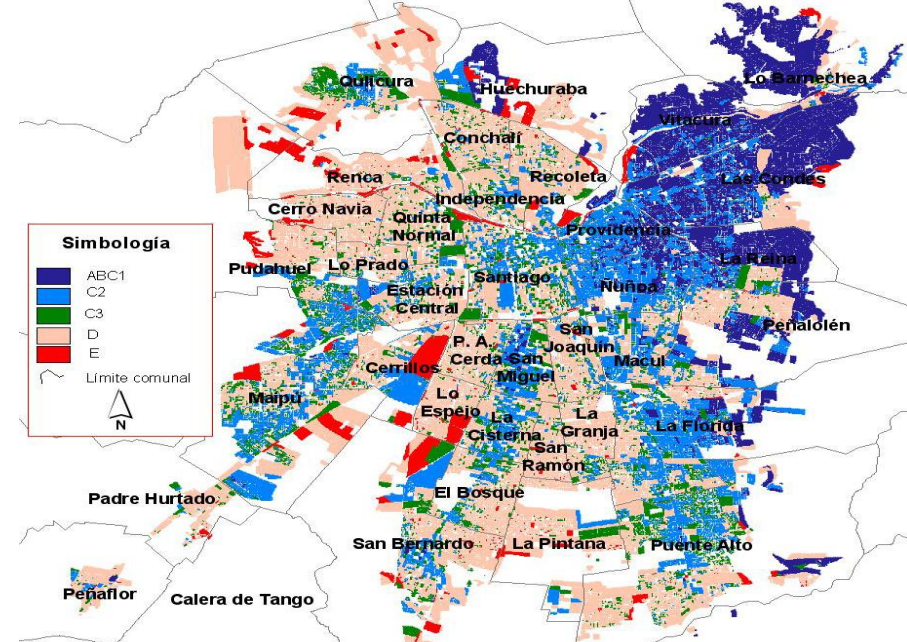 Quilicura
Huechuraba
Lo Barnechea
Vitacura
Conchalí
Renca
Recoleta
Las Condes
Cerro Navia
Independencia
Quinta
Normal
Providencia
Simbología
ABC1
C2
C3
D
E
Límite comunal
N
Pudahuel
Lo Prado
Santiago
Ñuñoa
La Reina
Estación
Central
Peñalolén
San
Joaquin
P. A.
Cerda
San
Miguel
Macul
Cerrillos
Maipú
Lo
Espejo
La
Cisterna
La
Granja
La Florida
San
Ramón
Padre Hurtado
El Bosque
San Bernardo
La Pintana
Puente Alto
Peñaflor
Calera de Tango